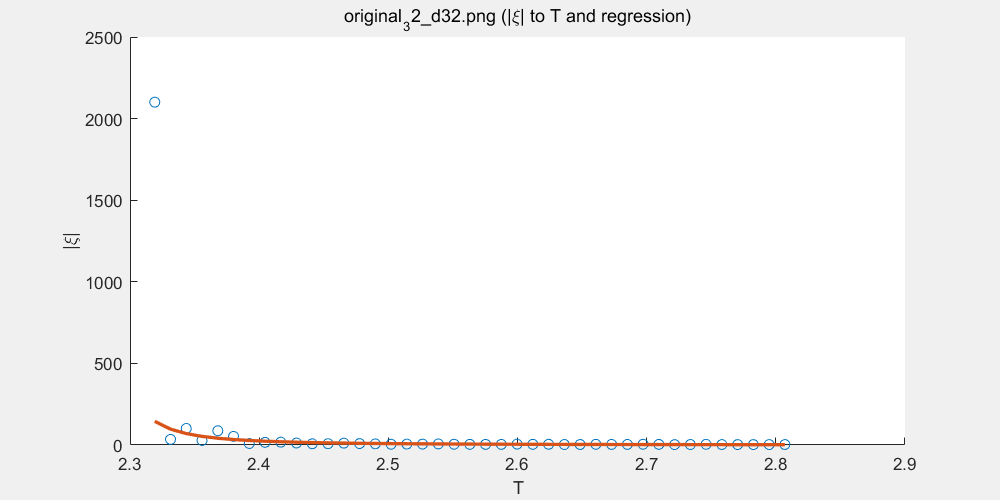 original₃2_d32.png (|ξ| to T and regression)
2500
2000
1500
1000
500
0
|ξ|
2.3 2.4 2.5 2.6 2.7 2.8 2.9
T